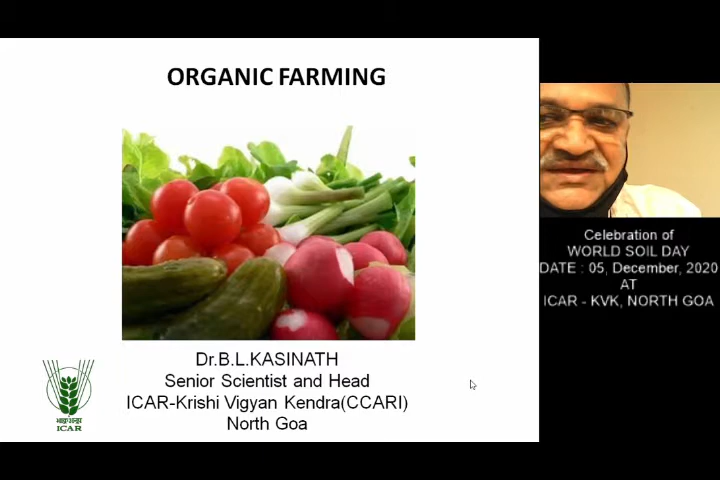 ORGANIC FARMING
Dr.B.L.KASINATH
Senior Scientist and Head
ICAR-Krishi Vigyan Kendra(CCARI)
North Goa
भाकृअनुप
ICAR
Celebration of
WORLD SOIL DAY
DATE : 05, December, 2020
AT
ICAR - KVK, NORTH GOA